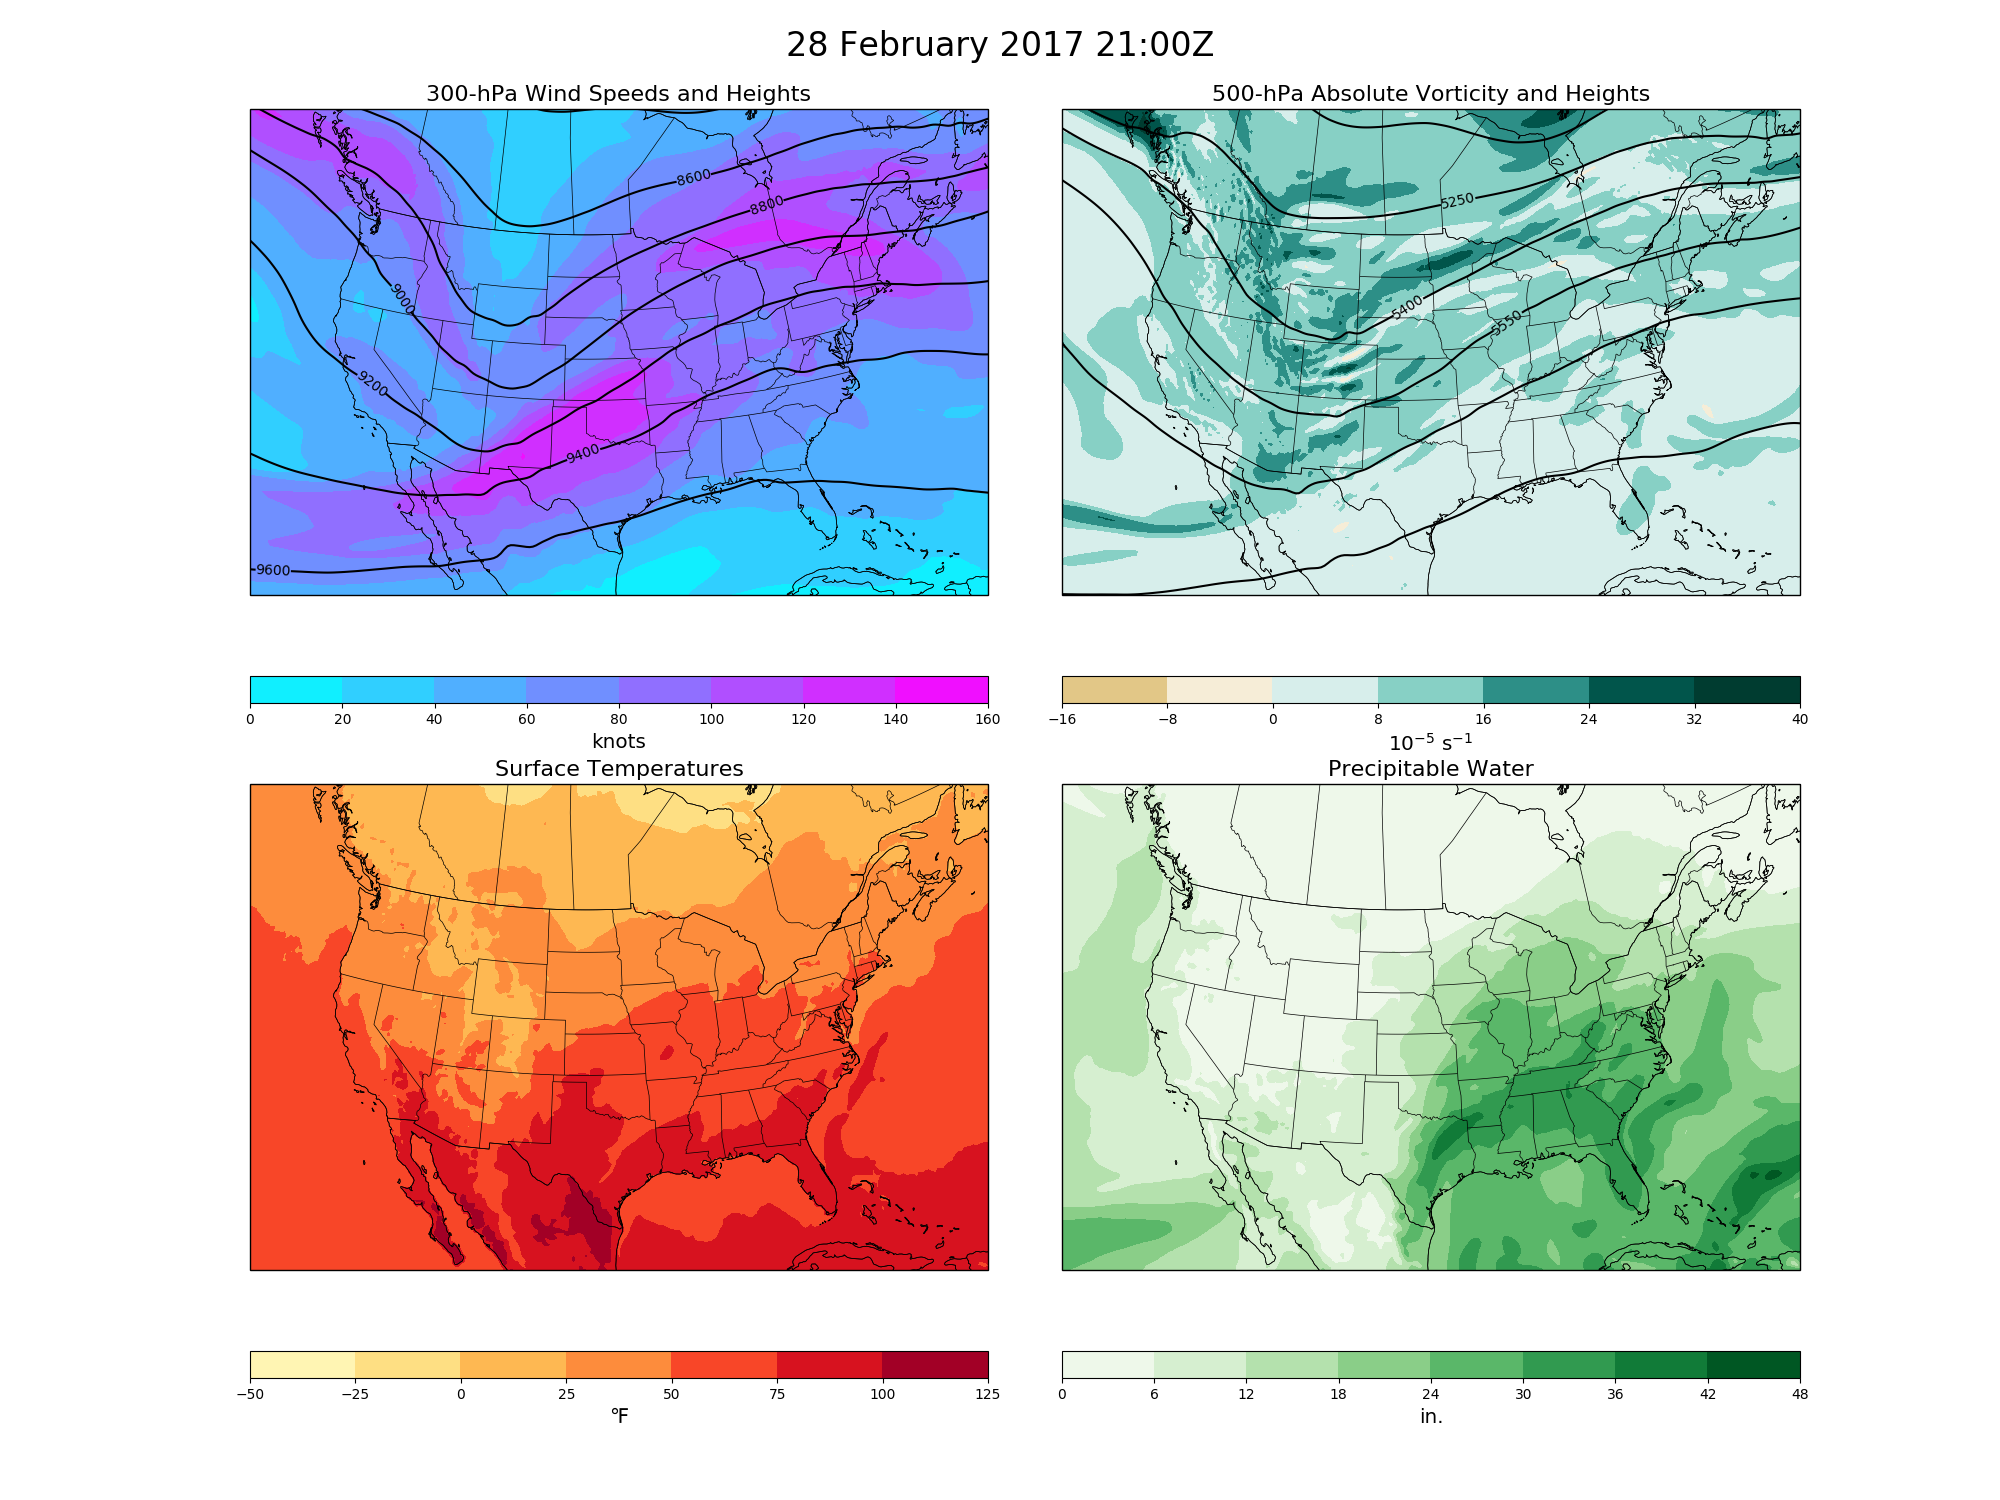 28 February 2017 21:00Z
300-hPa Wind Speeds and Heights
8600
8800
9000
9200
9400
9600
0 20 40 60 80 100 120 140 160
knots
500-hPa Absolute Vorticity and Heights
5250
5400
5550
−16 −8 0 8 16 24 32 40
10⁻⁵ s⁻¹
Surface Temperatures
−50 −25 0 25 50 75 100 125
°F
Precipitable Water
0 6 12 18 24 30 36 42 48
in.